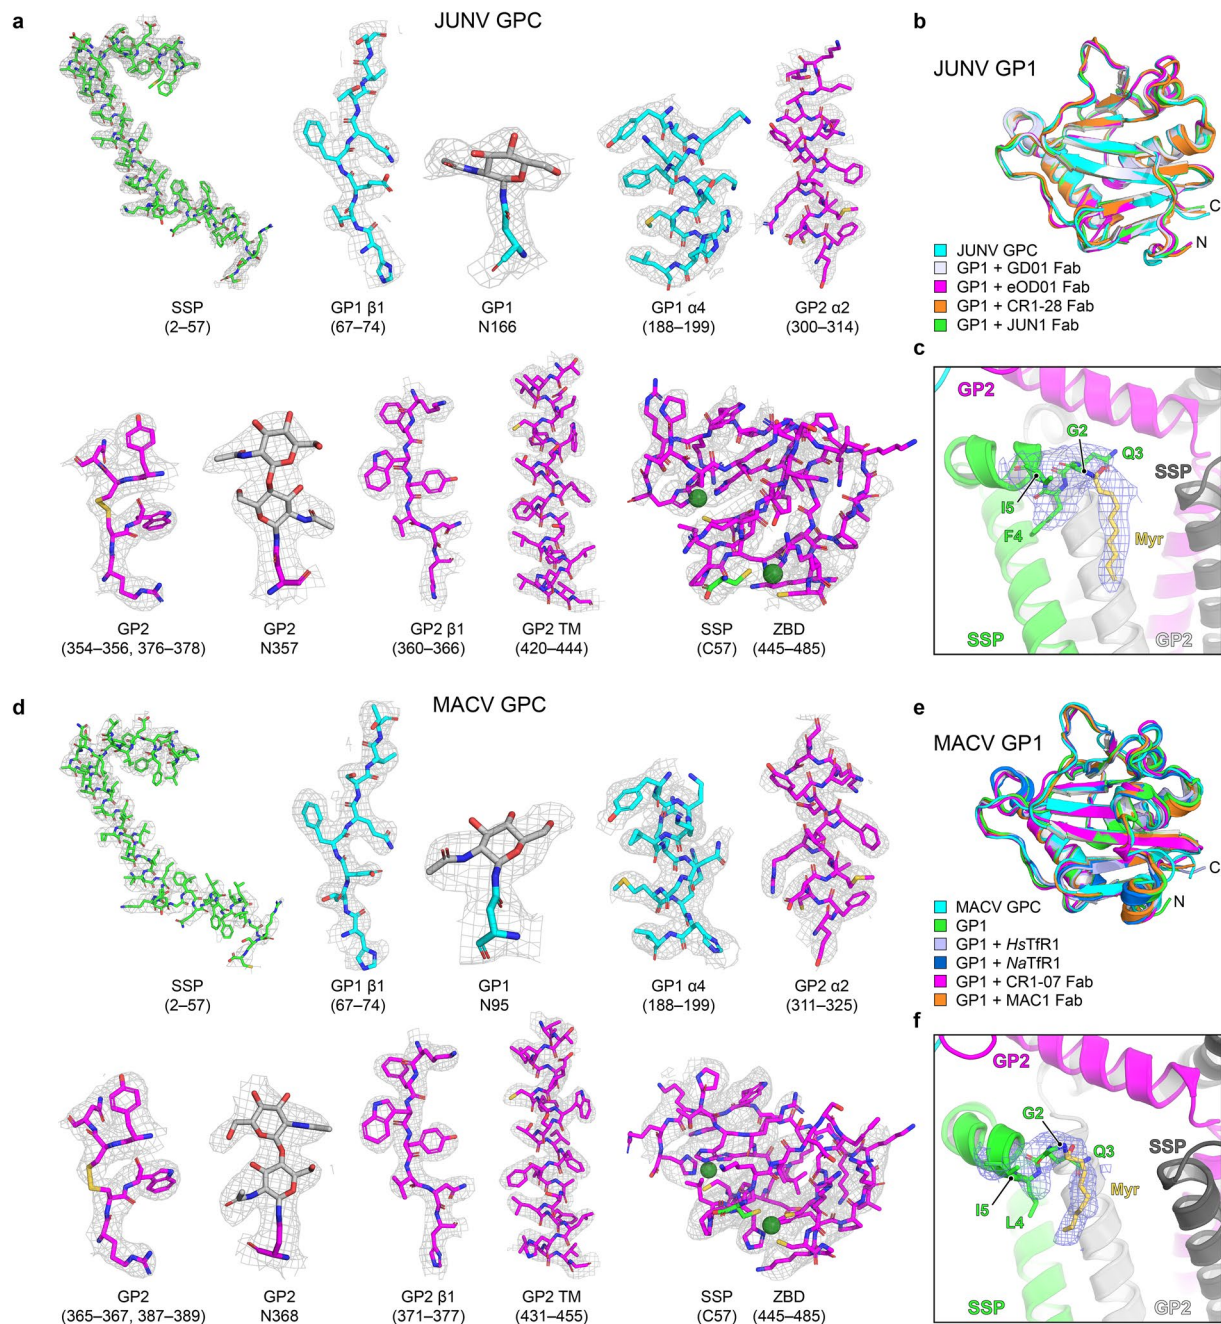 a
JUNV GPC
SSP
(2–57)
GP1 β1
(67–74)
GP1
N166
GP1 α4
(188–199)
GP2 α2
(300–314)
GP2
(354–356, 376–378)
GP2
N357
GP2 β1
(360–366)
GP2 TM
(420–444)
SSP
(C57)
ZBD
(445–485)
b
JUNV GP1
C
N
JUNV GPC
GP1 + GD01 Fab
GP1 + eOD01 Fab
GP1 + CR1-28 Fab
GP1 + JUN1 Fab
c
GP2
G2
Q3
SSP
I5
F4
Myr
SSP
GP2
d
MACV GPC
SSP
(2–57)
GP1 β1
(67–74)
GP1
N95
GP1 α4
(188–199)
GP2 α2
(311–325)
GP2
(365–367, 387–389)
GP2
N368
GP2 β1
(371–377)
GP2 TM
(431–455)
SSP
(C57)
ZBD
(445–485)
e
MACV GP1
C
N
MACV GPC
GP1
GP1 + HsTfR1
GP1 + NaTfR1
GP1 + CR1-07 Fab
GP1 + MAC1 Fab
f
GP2
G2
Q3
SSP
Myr
I5
L4
SSP
GP2